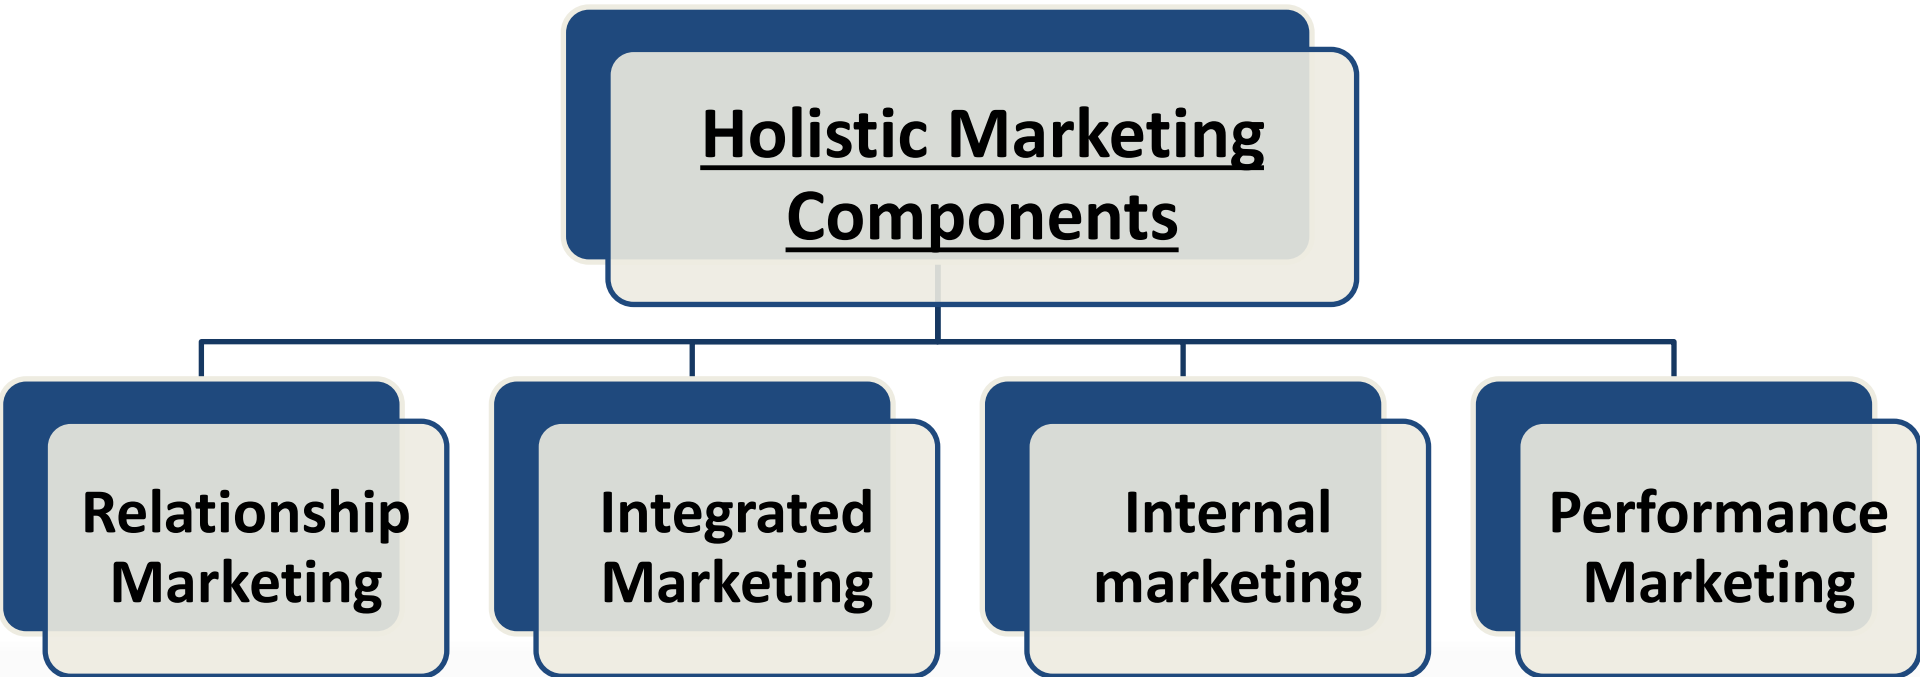 Holistic Marketing
Components
Relationship
Marketing
Integrated
Marketing
Internal
marketing
Performance
Marketing